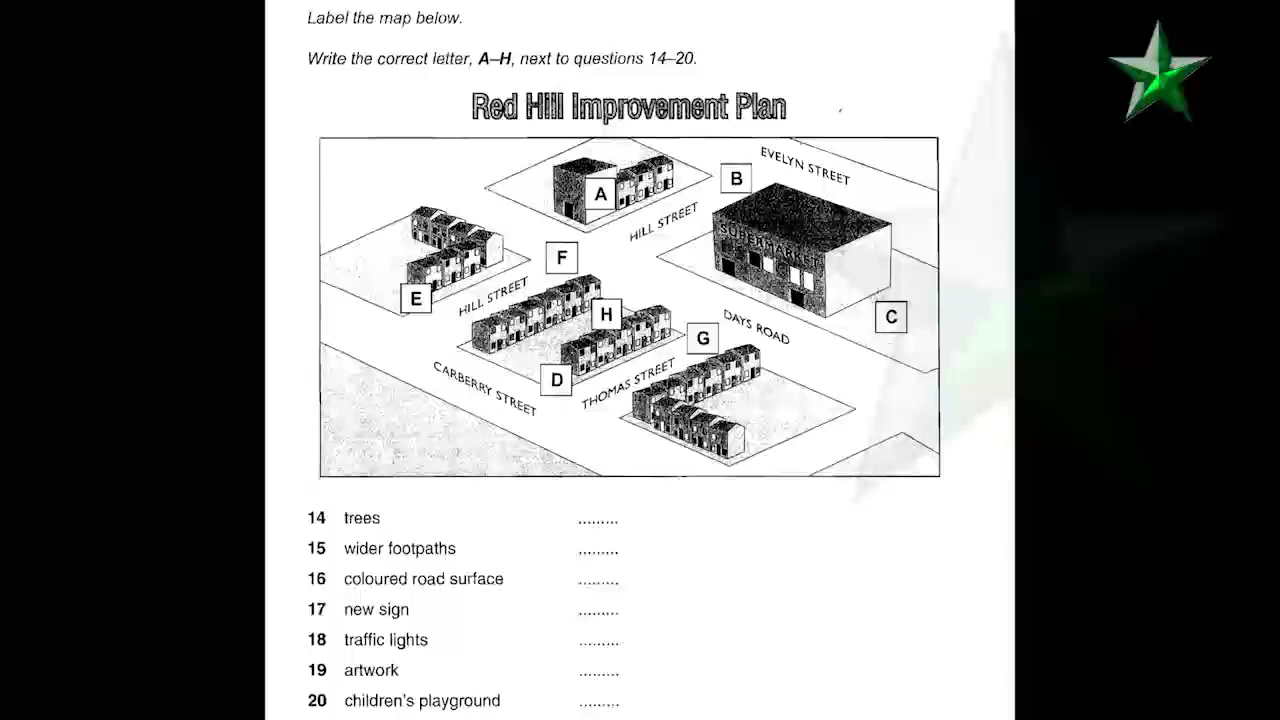 Label the map below.
Write the correct letter, A–H, next to questions 14–20.
Red Hill Improvement Plan
EVELYN STREET
B
A
HILL STREET
SUPERMARKET
F
E
HILL STREET
H
C
DAYS ROAD
G
CARBERRY STREET
D
THOMAS STREET
14 trees .........
15 wider footpaths .........
16 coloured road surface .........
17 new sign .........
18 traffic lights .........
19 artwork .........
20 children's playground .........